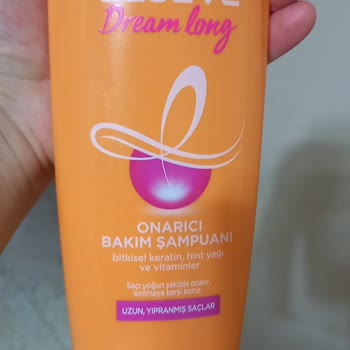 Dream long
ONARICI
BAKIM ŞAMPUANI
bitkisel keratin, hint yağı
ve vitaminler
Saçı yoğun şekilde onarır,
kırılmaya karşı korur.
UZUN, YIPRANMIŞ SAÇLAR